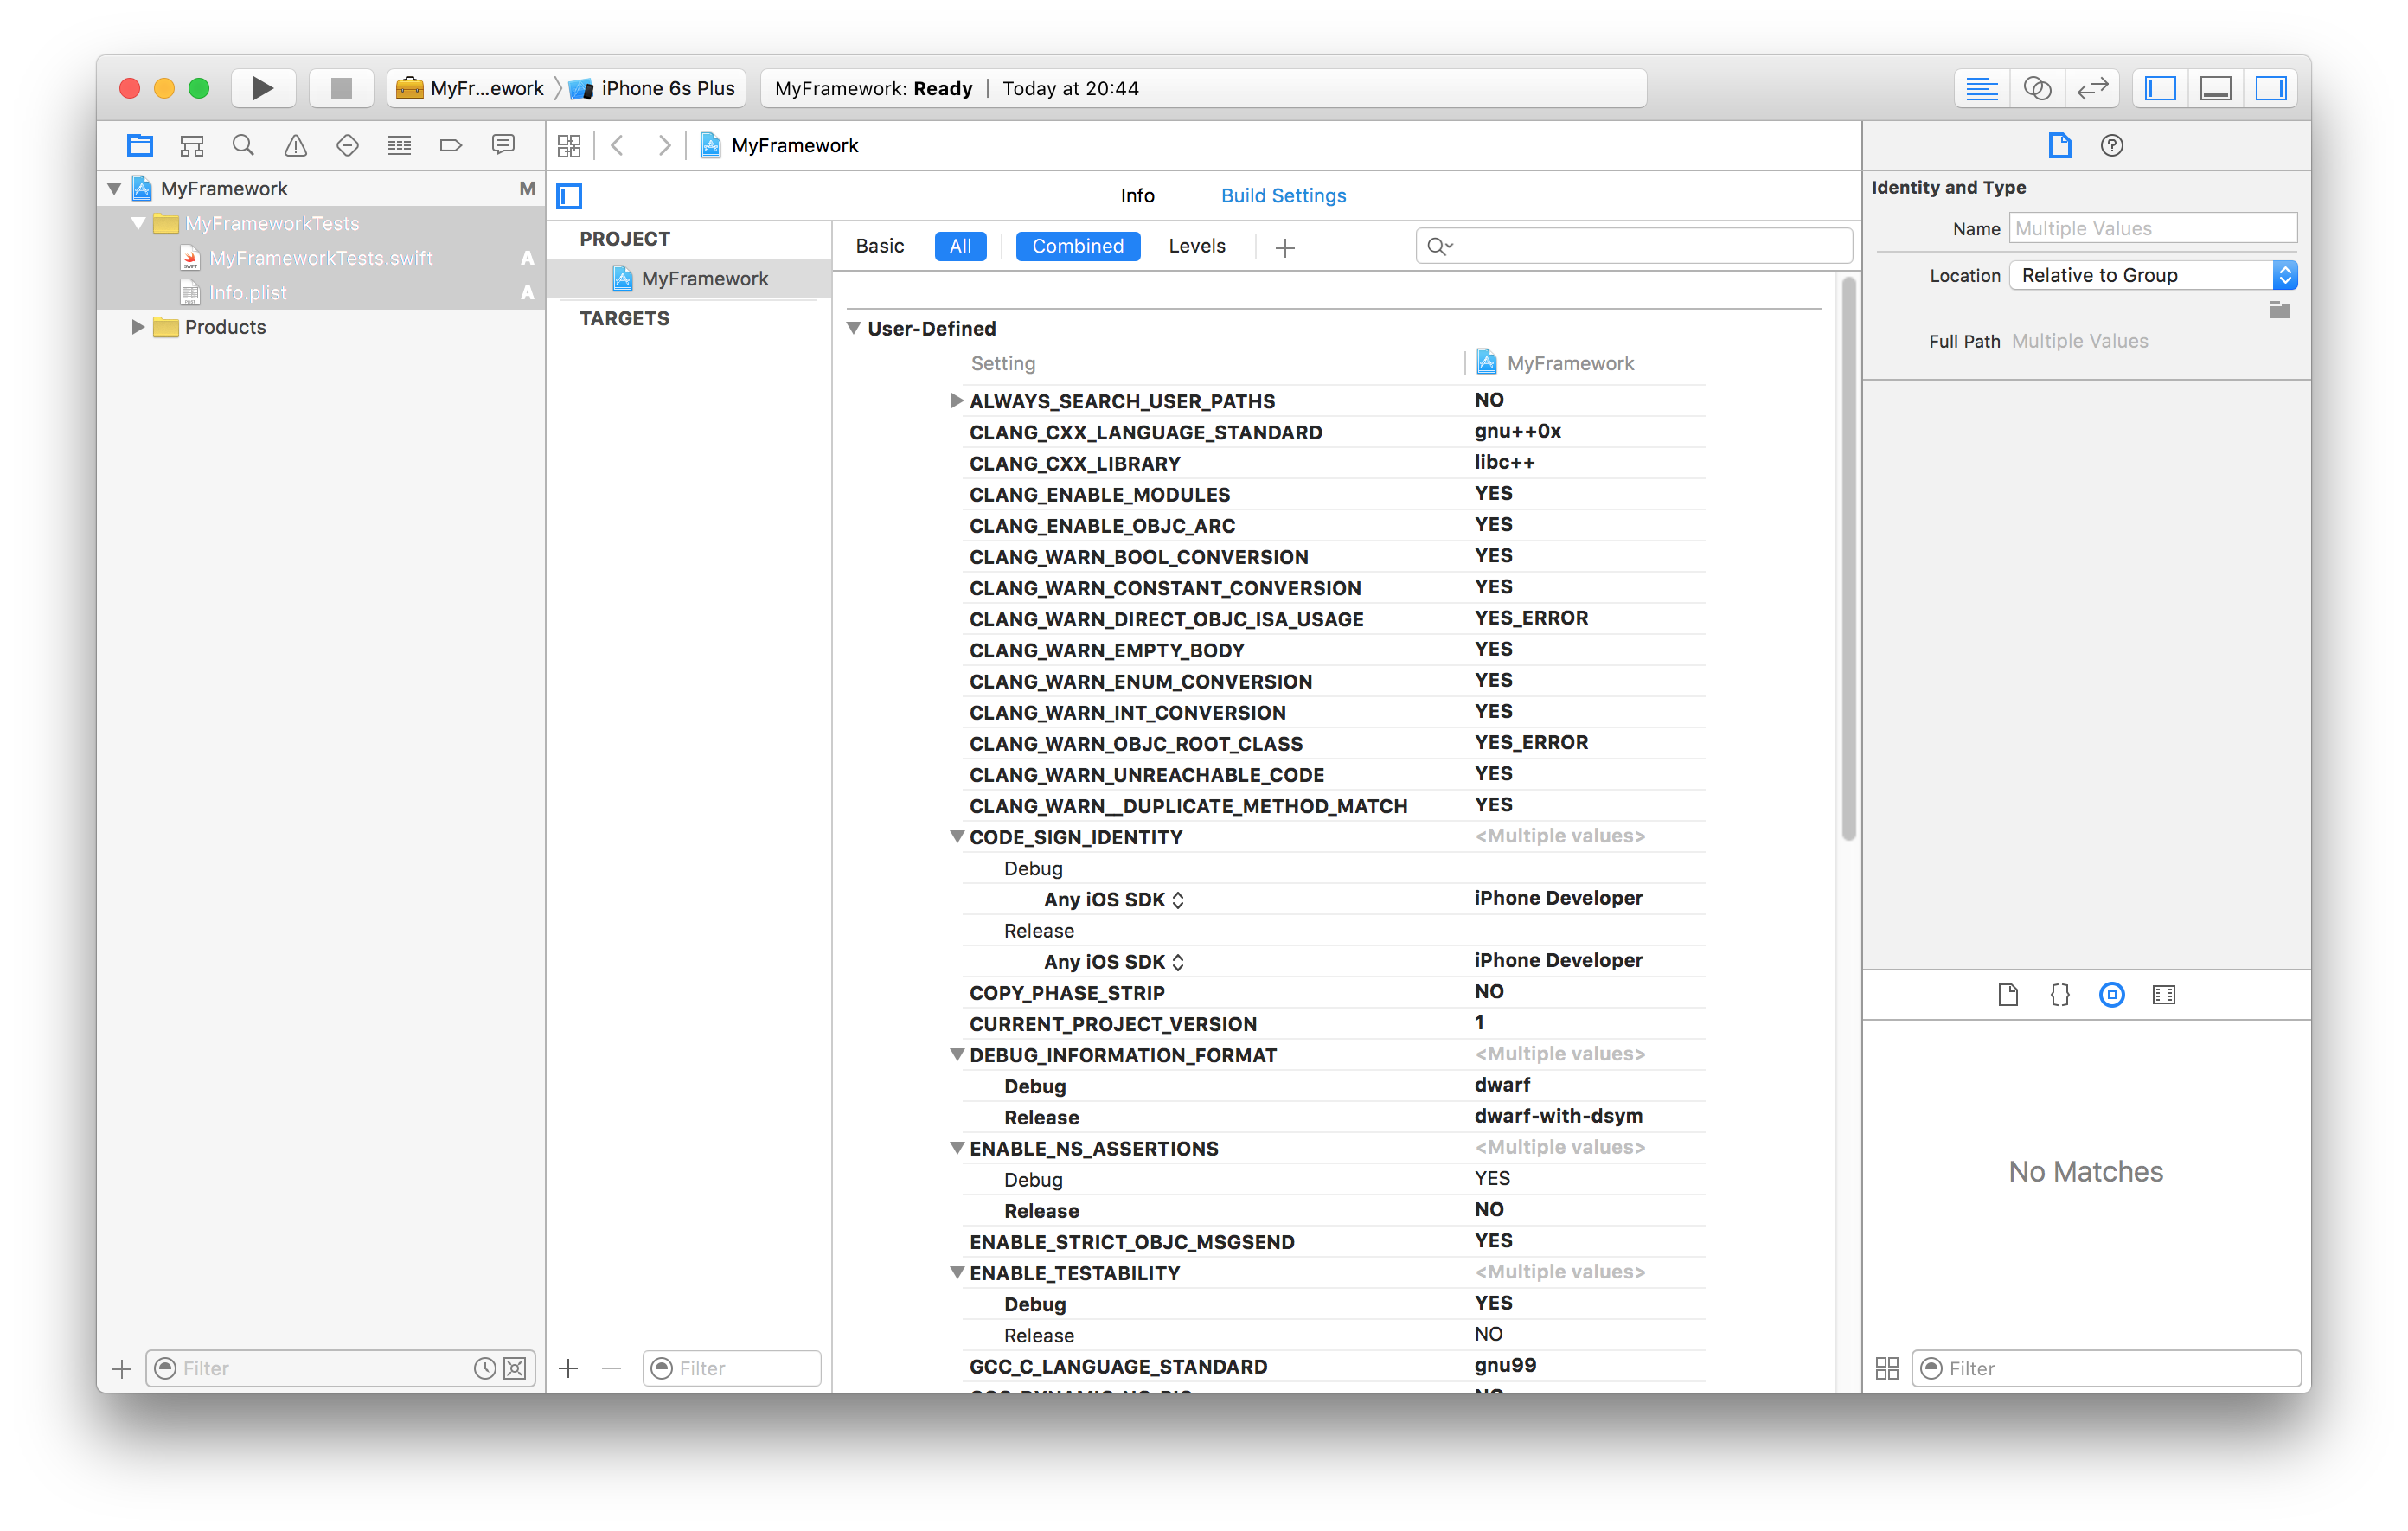 MyFr...ework
iPhone 6s Plus
MyFramework: Ready | Today at 20:44
MyFramework
M
MyFrameworkTests
MyFrameworkTests.swift
A
Info.plist
A
Products
Filter
MyFramework
Info
Build Settings
PROJECT
MyFramework
TARGETS
Filter
Basic All Combined Levels
User-Defined
Setting MyFramework
ALWAYS_SEARCH_USER_PATHS NO
CLANG_CXX_LANGUAGE_STANDARD gnu++0x
CLANG_CXX_LIBRARY libc++
CLANG_ENABLE_MODULES YES
CLANG_ENABLE_OBJC_ARC YES
CLANG_WARN_BOOL_CONVERSION YES
CLANG_WARN_CONSTANT_CONVERSION YES
CLANG_WARN_DIRECT_OBJC_ISA_USAGE YES_ERROR
CLANG_WARN_EMPTY_BODY YES
CLANG_WARN_ENUM_CONVERSION YES
CLANG_WARN_INT_CONVERSION YES
CLANG_WARN_OBJC_ROOT_CLASS YES_ERROR
CLANG_WARN_UNREACHABLE_CODE YES
CLANG_WARN__DUPLICATE_METHOD_MATCH YES
CODE_SIGN_IDENTITY <Multiple values>
Debug
Any iOS SDK iPhone Developer
Release
Any iOS SDK iPhone Developer
COPY_PHASE_STRIP NO
CURRENT_PROJECT_VERSION 1
DEBUG_INFORMATION_FORMAT <Multiple values>
Debug dwarf
Release dwarf-with-dsym
ENABLE_NS_ASSERTIONS <Multiple values>
Debug YES
Release NO
ENABLE_STRICT_OBJC_MSGSEND YES
ENABLE_TESTABILITY <Multiple values>
Debug YES
Release NO
GCC_C_LANGUAGE_STANDARD gnu99
Identity and Type
Name Multiple Values
Location Relative to Group
Full Path Multiple Values
No Matches
Filter